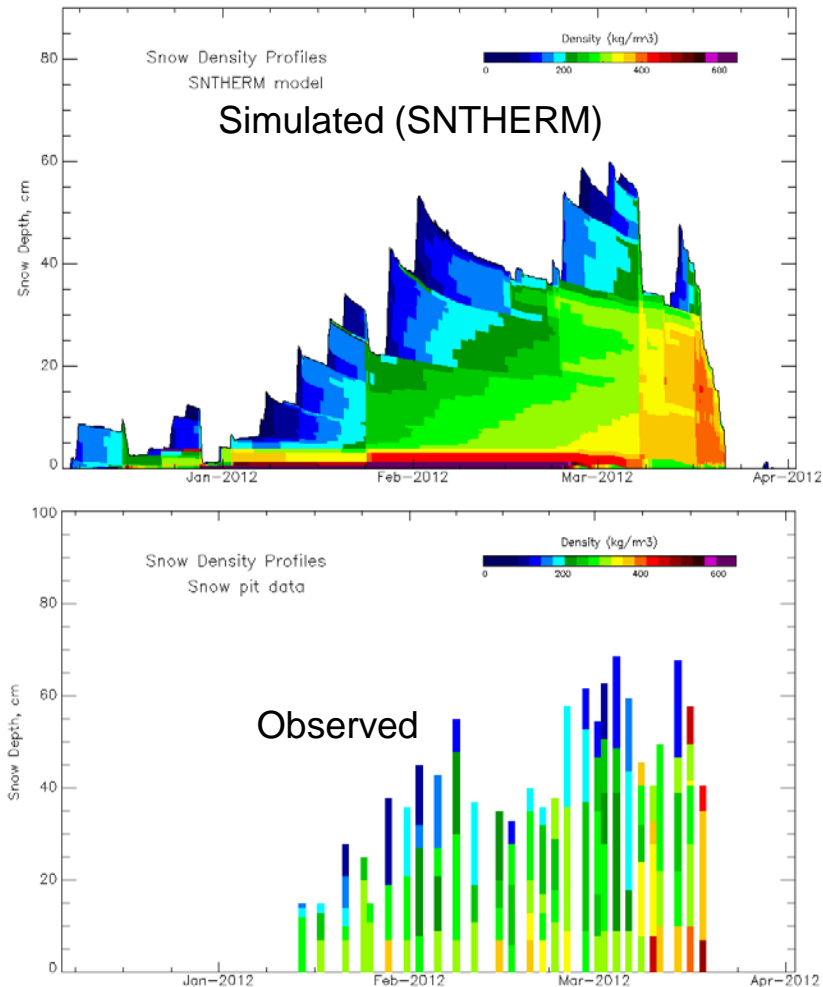 Snow Density Profiles
SNTHERM model
Density (kg/m3)
0 200 400 600
Simulated (SNTHERM)
Snow Depth, cm
80
60
40
20
0
Jan-2012 Feb-2012 Mar-2012 Apr-2012
Snow Density Profiles
Snow pit data
Density (kg/m^3)
0 200 400 600
Observed
Snow Depth, cm
100
80
60
40
20
0
Jan-2012 Feb-2012 Mar-2012 Apr-2012